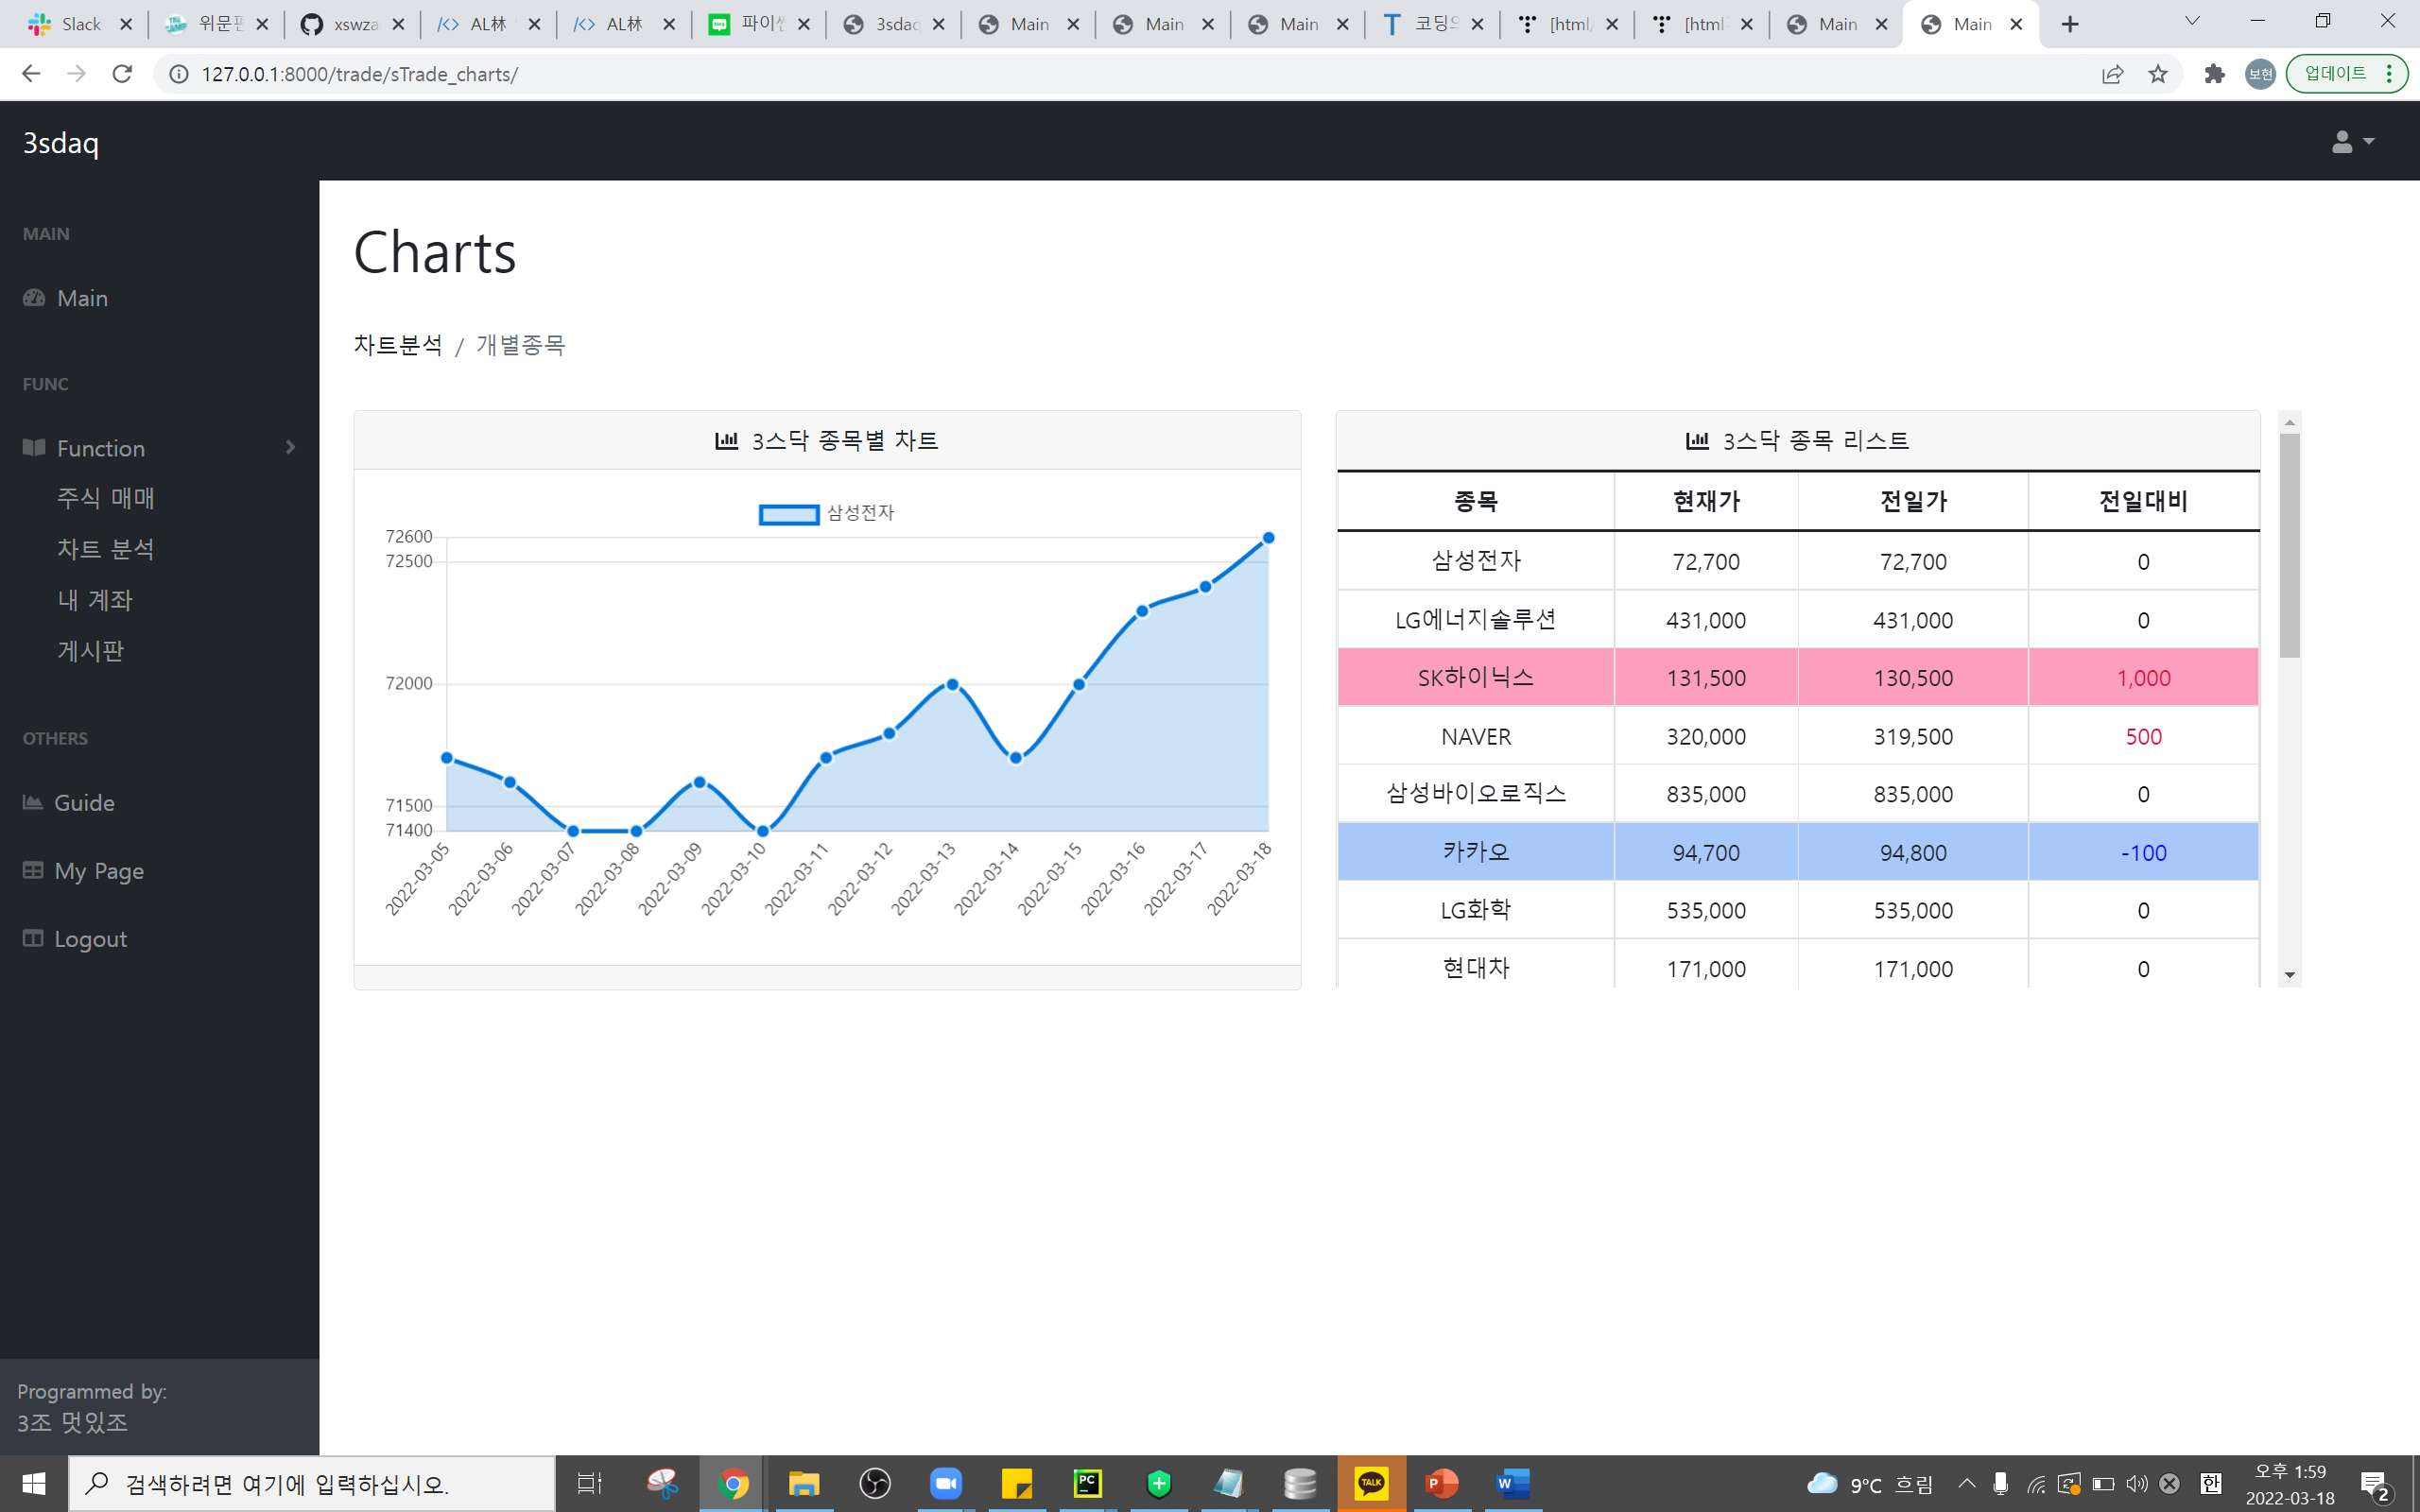 Slack
위문편
xswza
AL林
AL林
파이썬
3sdaq
Main
Main
Main
코딩의
[html/
[html
Main
Main
127.0.0.1:8000/trade/sTrade_charts/
보현
업데이트
3sdaq
MAIN
Main
FUNC
Function
주식 매매
차트 분석
내 계좌
게시판
OTHERS
Guide
My Page
Logout
Programmed by:
3조 멋있조
Charts
차트분석 / 개별종목
3스닥 종목별 차트
삼성전자
72600
72500
72000
71500
71400
2022-03-05
2022-03-06
2022-03-07
2022-03-08
2022-03-09
2022-03-10
2022-03-11
2022-03-12
2022-03-13
2022-03-14
2022-03-15
2022-03-16
2022-03-17
2022-03-18
3스닥 종목 리스트
종목 현재가 전일가 전일대비
삼성전자 72,700 72,700 0
LG에너지솔루션 431,000 431,000 0
SK하이닉스 131,500 130,500 1,000
NAVER 320,000 319,500 500
삼성바이오로직스 835,000 835,000 0
카카오 94,700 94,800 -100
LG화학 535,000 535,000 0
현대차 171,000 171,000 0
검색하려면 여기에 입력하십시오.
PC
TALK
P
W
9°C 흐림
한
오후 1:59
2022-03-18
2